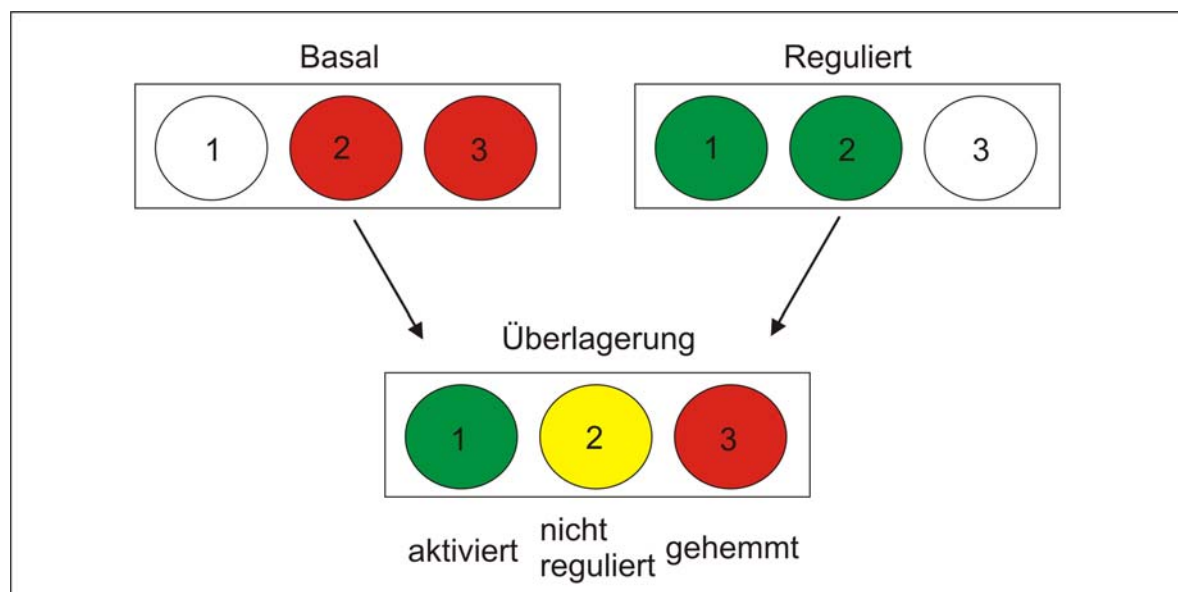 Basal
Reguliert
1 2 3
1 2 3
Überlagerung
1 2 3
aktiviert
nicht
reguliert
gehemmt